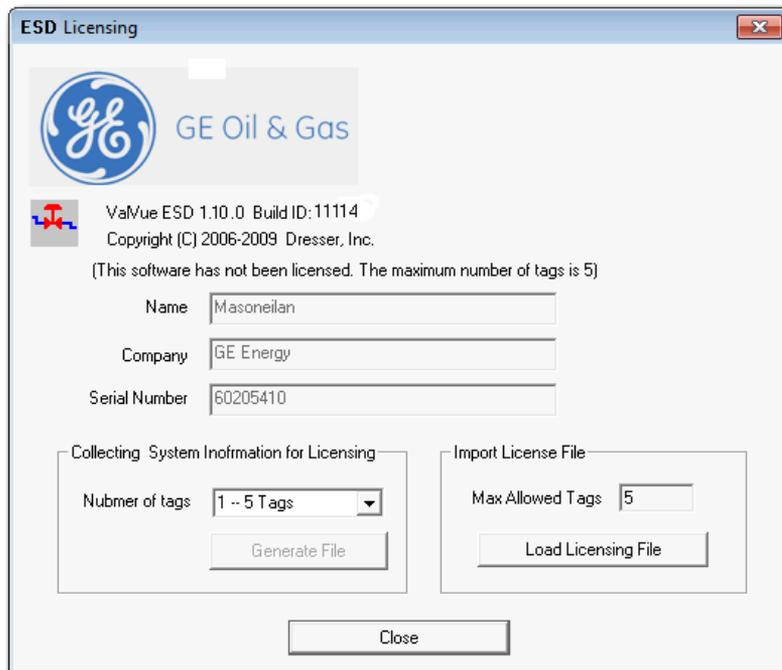 ESD Licensing
GE Oil & Gas
ValVue ESD 1.10.0 Build ID: 11114
Copyright (C) 2006-2009 Dresser, Inc.
(This software has not been licensed. The maximum number of tags is 5)
Name Masoneilan
Company GE Energy
Serial Number 60205410
Collecting System Inofrmation for Licensing
Nubmer of tags 1 -- 5 Tags
Generate File
Import License File
Max Allowed Tags 5
Load Licensing File
Close